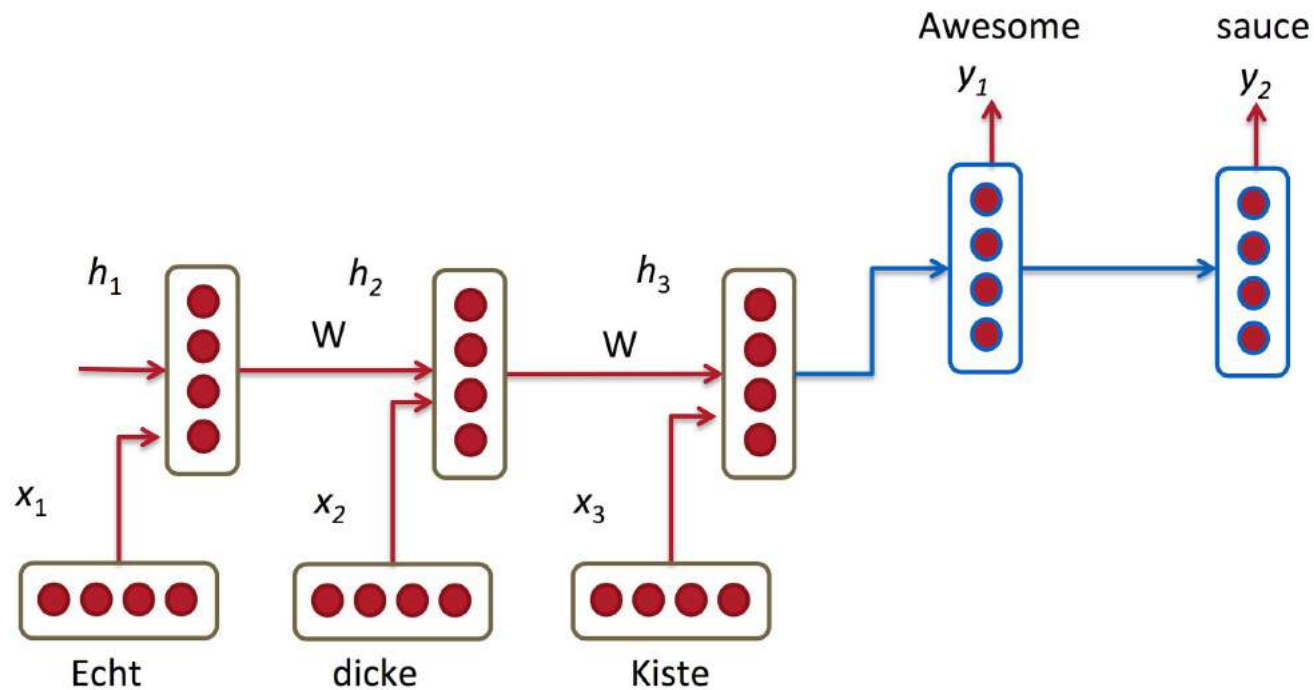 Awesome sauce
y₁ y₂
h₁ h₂ h₃
W W
x₁ x₂ x₃
Echt dicke Kiste